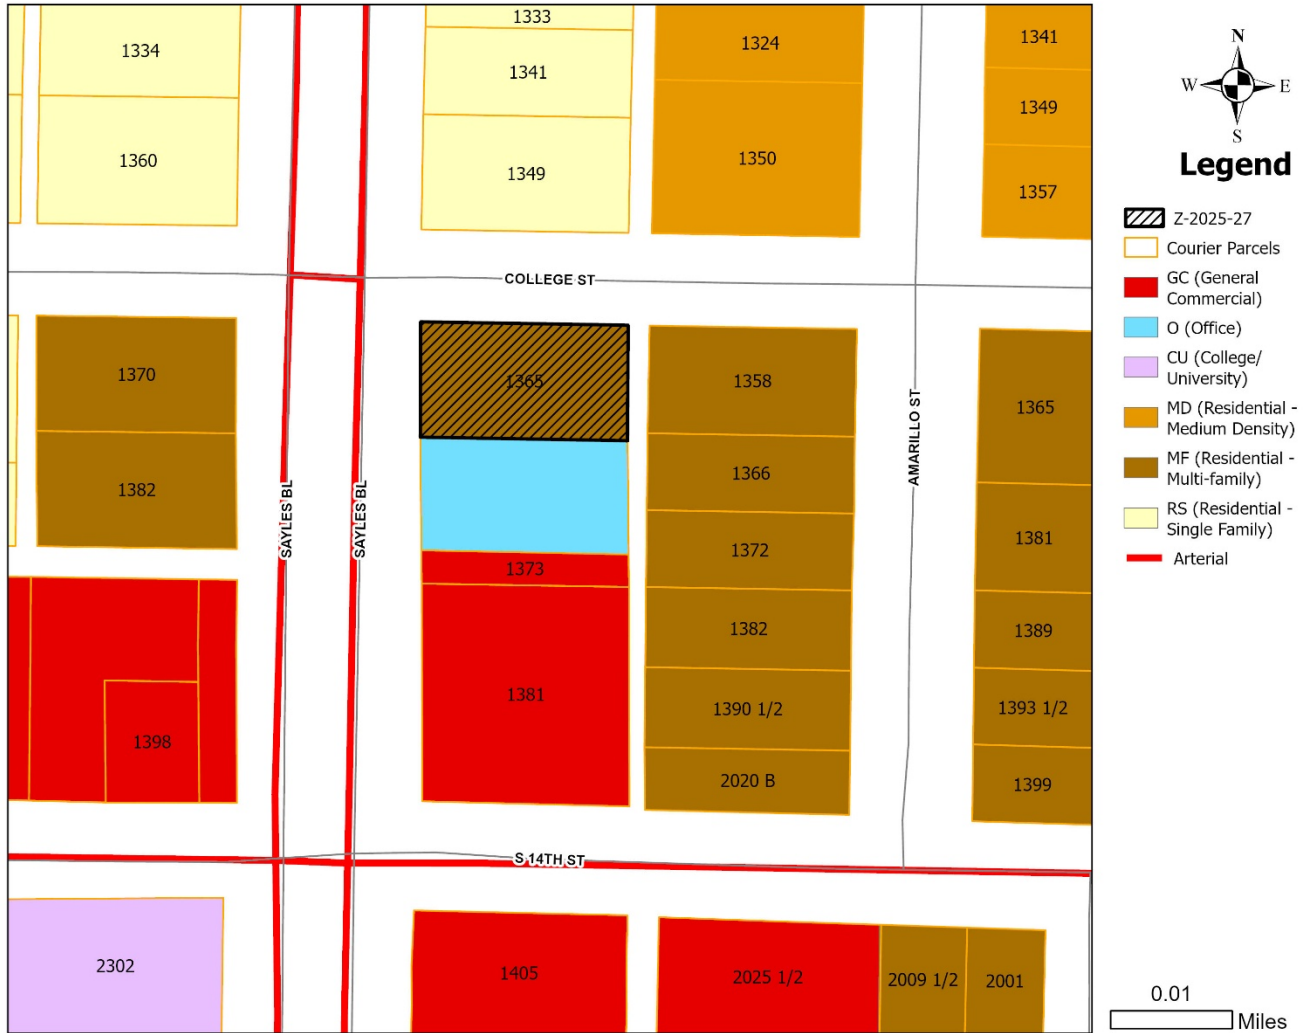 1333
1334
1341
1324
1341
1349
1360
1349
1350
1357
COLLEGE ST
1370
1365
1358
1365
1382
1366
AMARILLO ST
SAYLES BL
SAYLES BL
1372
1381
1373
1382
1389
1381
1390 1/2
1393 1/2
1398
2020 B
1399
S 14TH ST
2302
1405
2025 1/2
2009 1/2
2001
N
W
E
S
Legend
Z-2025-27
Courier Parcels
GC (General
Commercial)
O (Office)
CU (College/
University)
MD (Residential -
Medium Density)
MF (Residential -
Multi-family)
RS (Residential -
Single Family)
Arterial
0.01
Miles